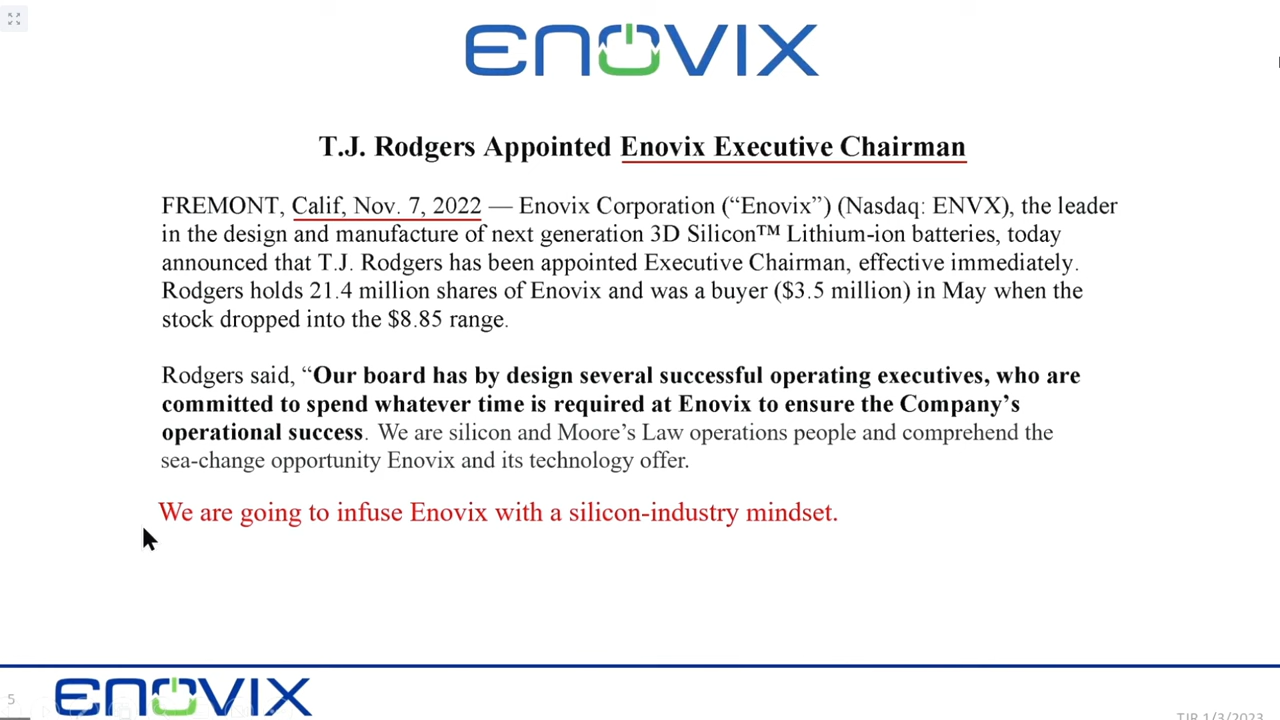 ENOVIX
T.J. Rodgers Appointed Enovix Executive Chairman
FREMONT, Calif, Nov. 7, 2022 — Enovix Corporation (“Enovix”) (Nasdaq: ENVX), the leader
in the design and manufacture of next generation 3D Silicon™ Lithium-ion batteries, today
announced that T.J. Rodgers has been appointed Executive Chairman, effective immediately.
Rodgers holds 21.4 million shares of Enovix and was a buyer ($3.5 million) in May when the
stock dropped into the $8.85 range.
Rodgers said, “Our board has by design several successful operating executives, who are
committed to spend whatever time is required at Enovix to ensure the Company’s
operational success. We are silicon and Moore’s Law operations people and comprehend the
sea-change opportunity Enovix and its technology offer.
We are going to infuse Enovix with a silicon-industry mindset.
5
ENOVIX
TJR 1/3/2023